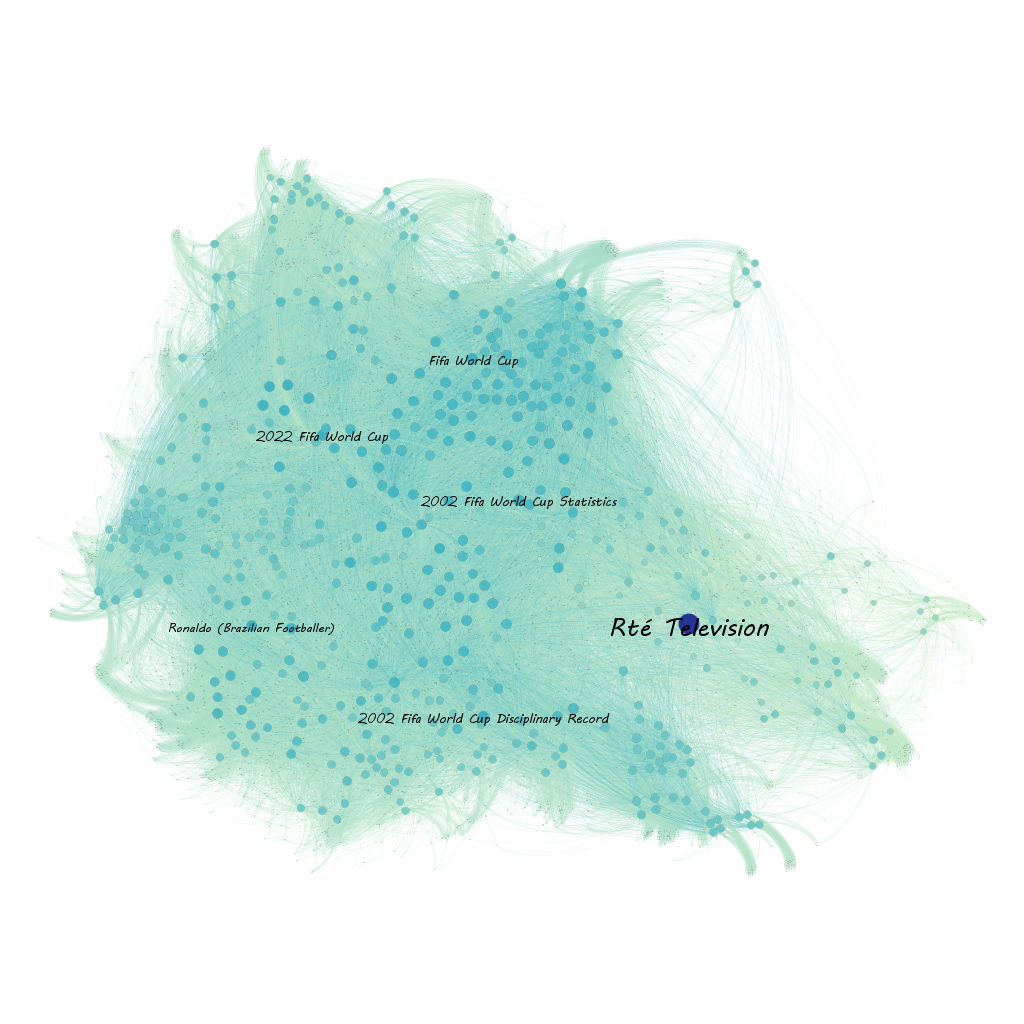 Fifa World Cup
2022 Fifa World Cup
2002 Fifa World Cup Statistics
Ronaldo (Brazilian Footballer)
Rté Television
2002 Fifa World Cup Disciplinary Record